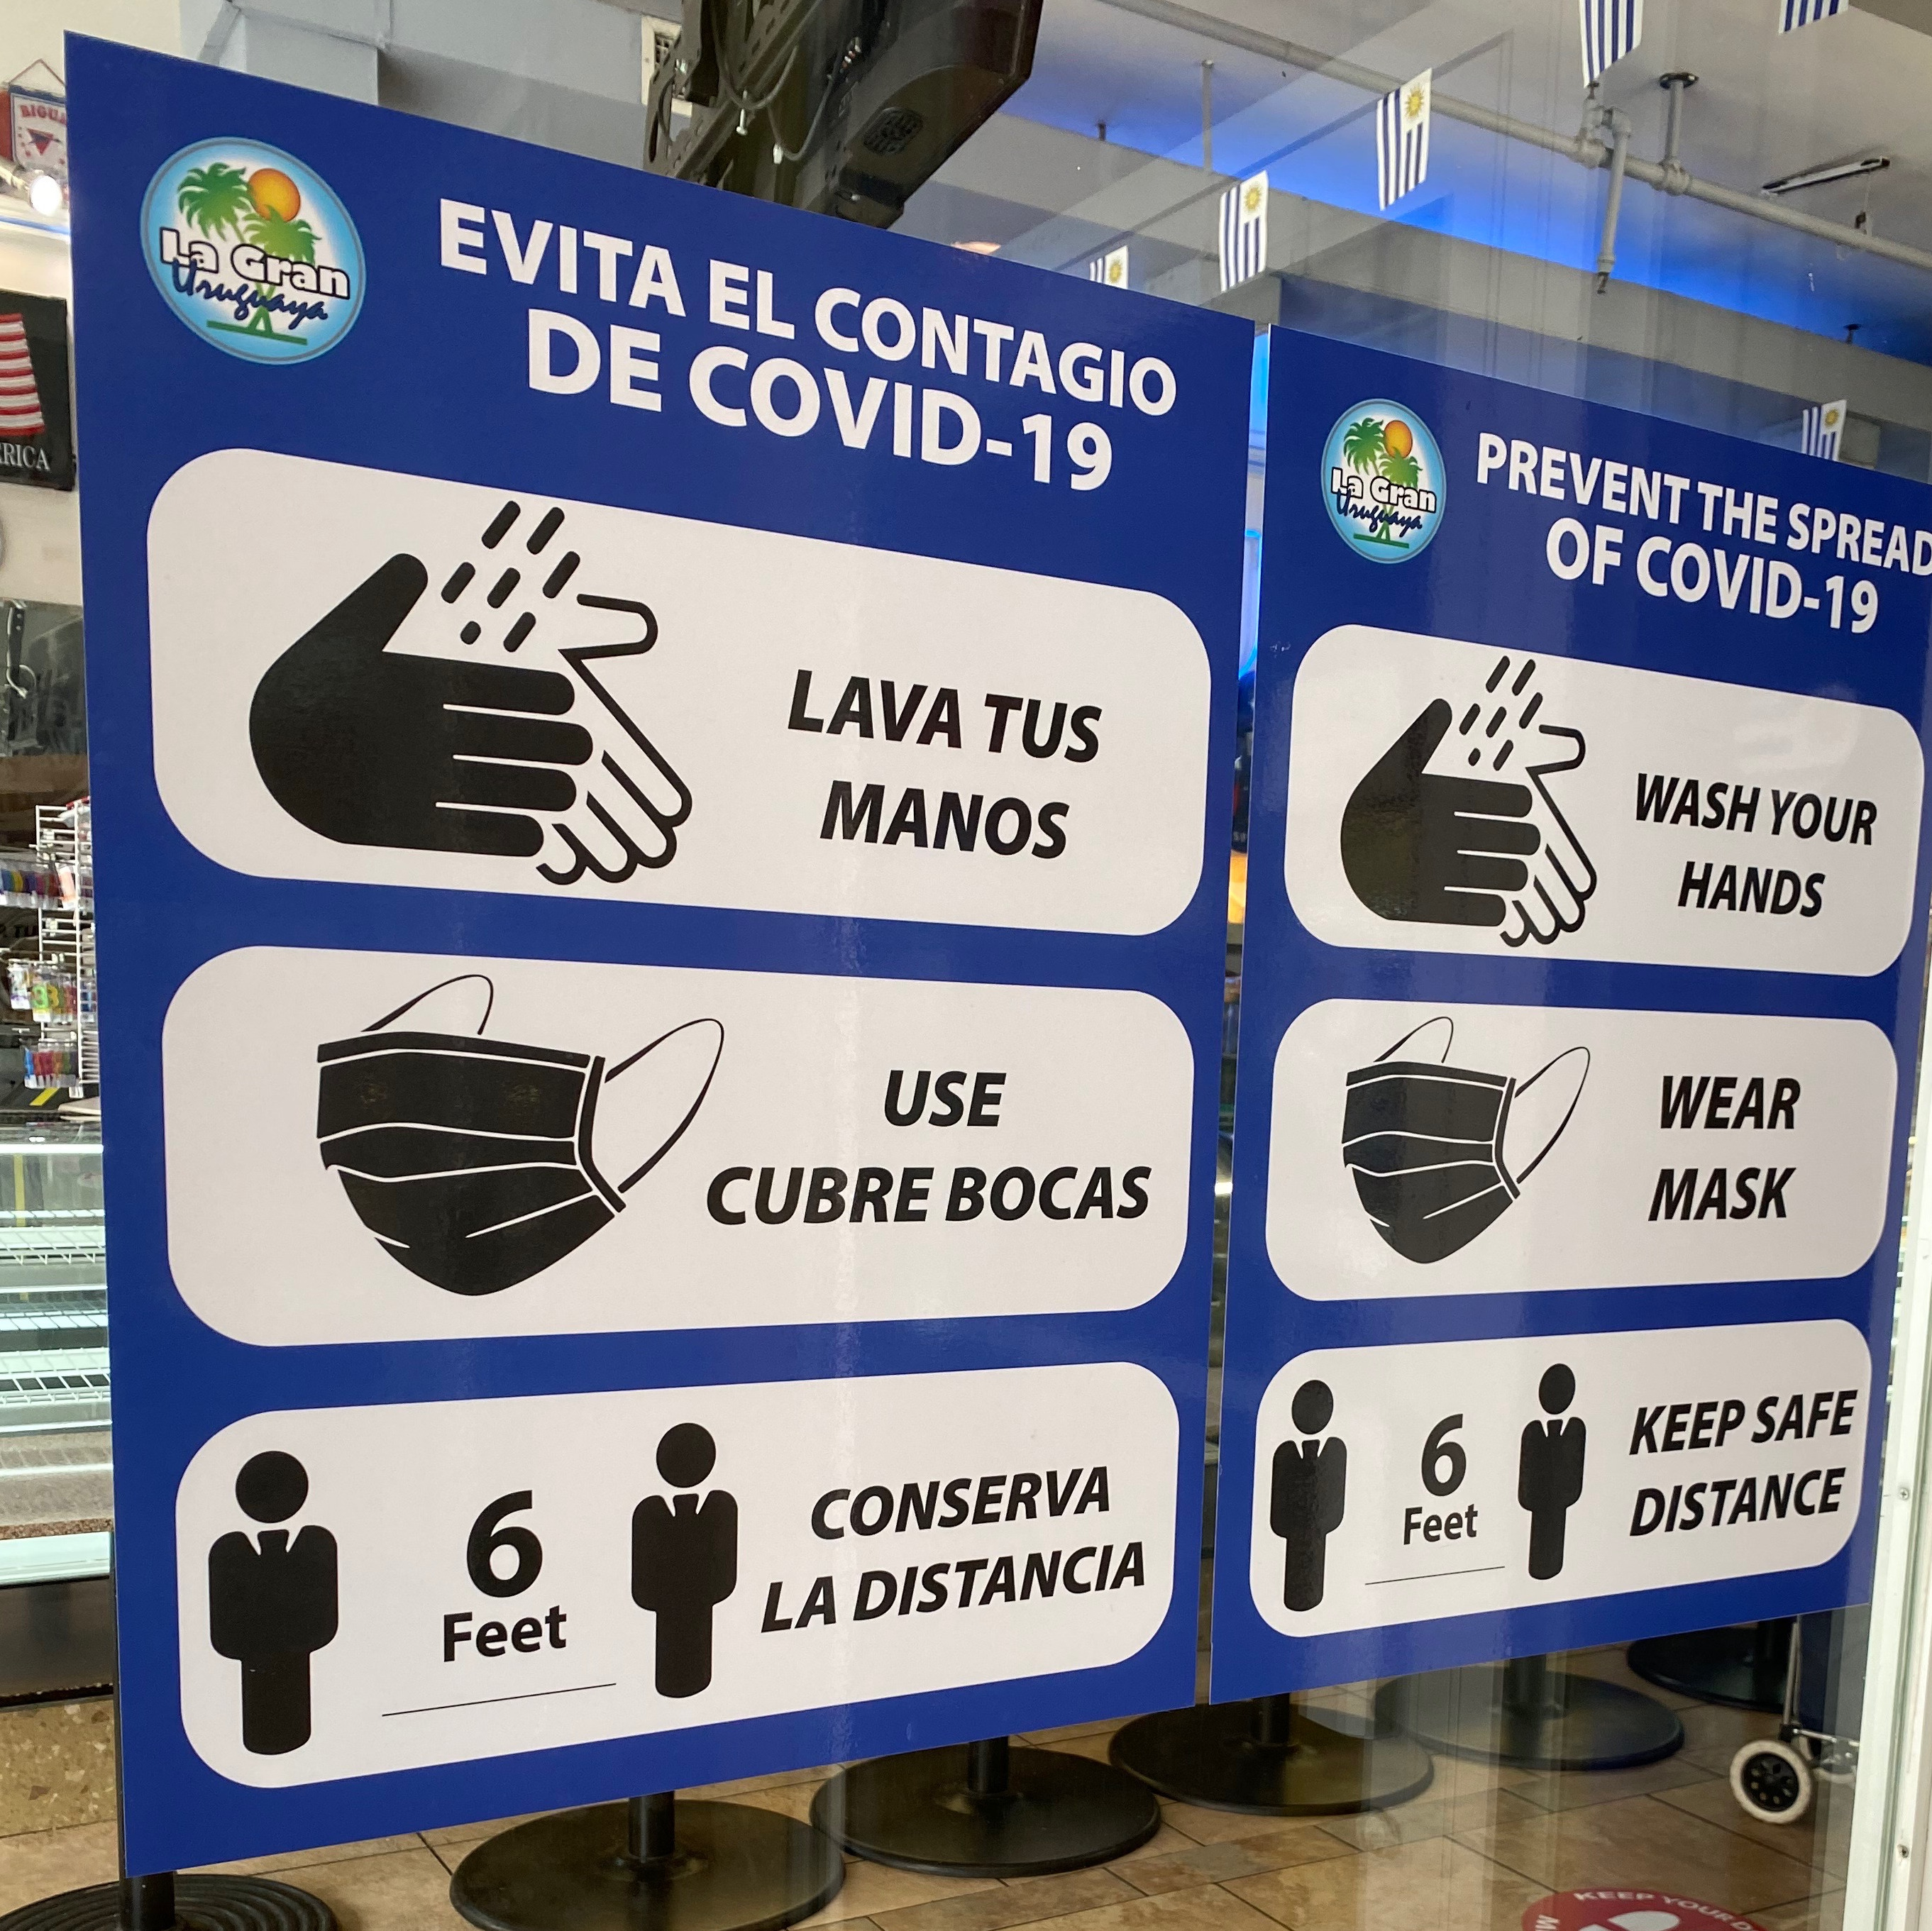 La Gran
Uruguaya
EVITA EL CONTAGIO
DE COVID-19
LAVA TUS
MANOS
USE
CUBRE BOCAS
6
Feet
CONSERVA
LA DISTANCIA
La Gran
Uruguaya
PREVENT THE SPREAD
OF COVID-19
WASH YOUR
HANDS
WEAR
MASK
6
Feet
KEEP SAFE
DISTANCE
KEEP YOUR